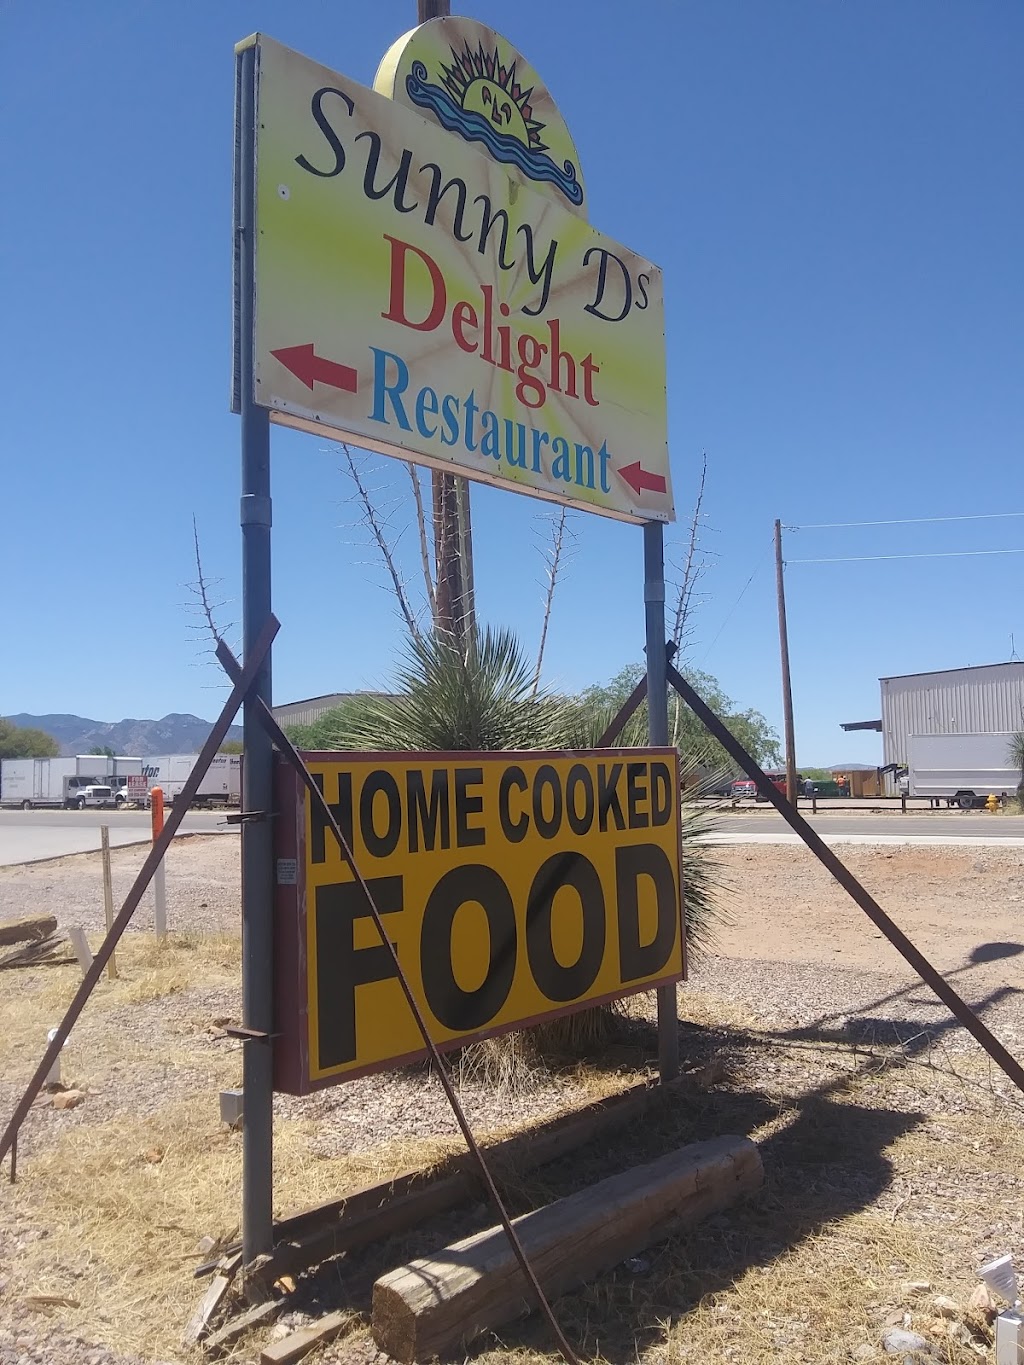 Sunny Ds
Delight
Restaurant
HOME COOKED
FOOD